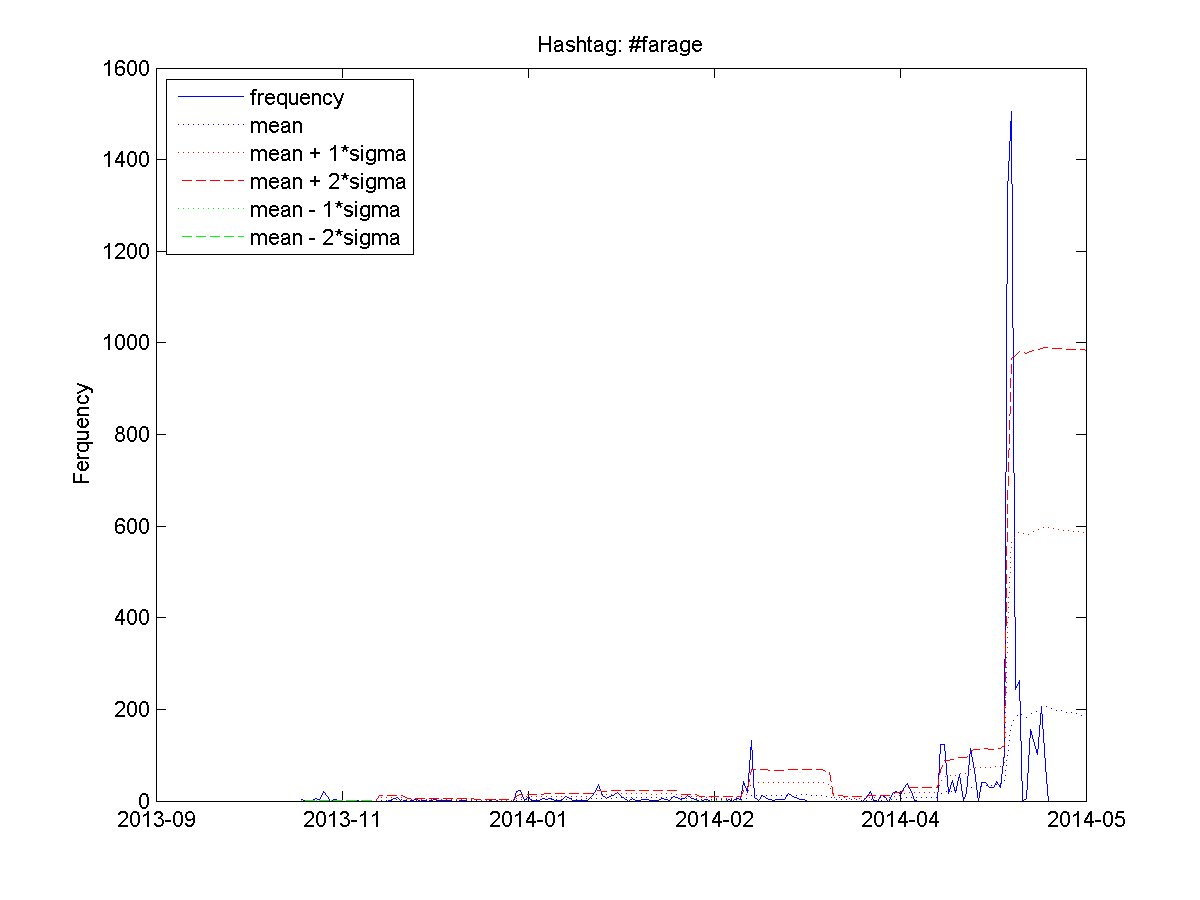 Hashtag: #farage
1600
1400
1200
1000
800
600
400
200
0
Ferquency
frequency
mean
mean + 1*sigma
mean + 2*sigma
mean - 1*sigma
mean - 2*sigma
2013-09 2013-11 2014-01 2014-02 2014-04 2014-05